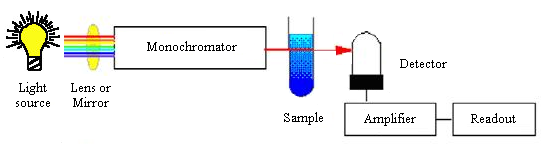 Monochromator
Light
source
Lens or
Mirror
Sample
Detector
Amplifier
Readout